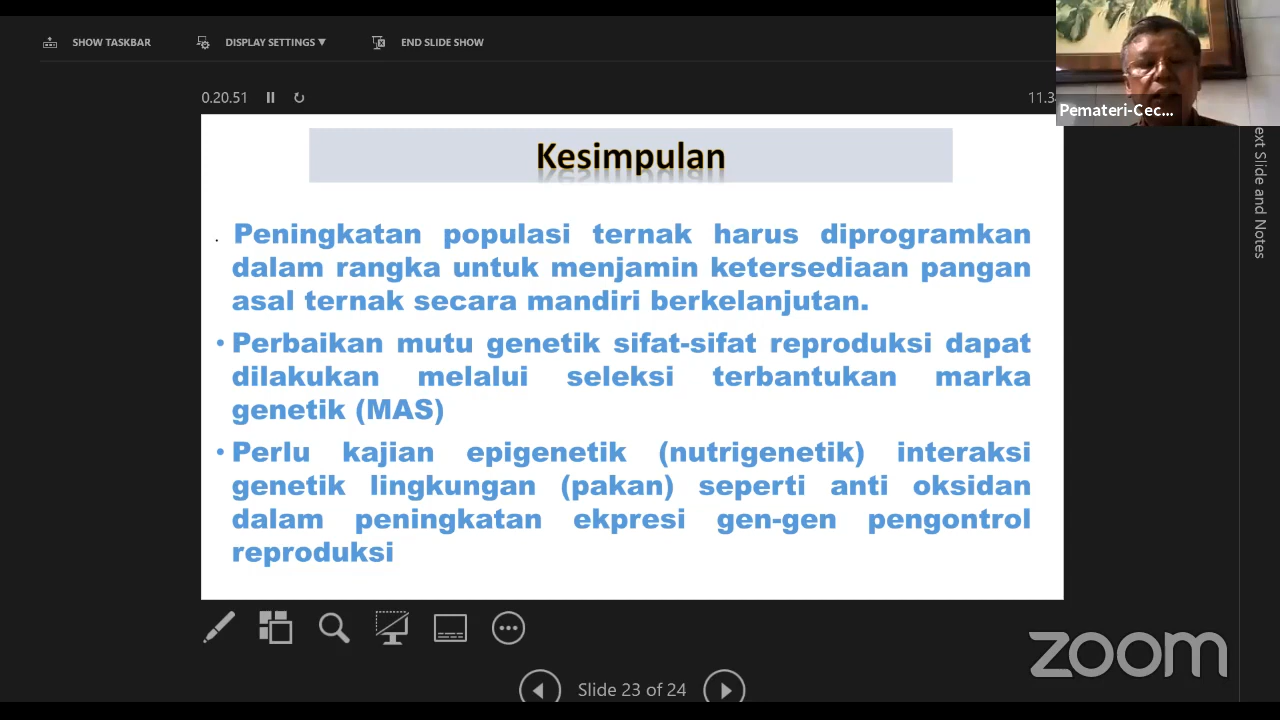 SHOW TASKBAR
DISPLAY SETTINGS ▼
END SLIDE SHOW
0.20.51
11.3
Pemateri-Cec...
ext Slide and Notes
Kesimpulan
. Peningkatan populasi ternak harus diprogramkan
dalam rangka untuk menjamin ketersediaan pangan
asal ternak secara mandiri berkelanjutan.
• Perbaikan mutu genetik sifat-sifat reproduksi dapat
dilakukan melalui seleksi terbantukan marka
genetik (MAS)
• Perlu kajian epigenetik (nutrigenetik) interaksi
genetik lingkungan (pakan) seperti anti oksidan
dalam peningkatan ekpresi gen-gen pengontrol
reproduksi
zoom
Slide 23 of 24